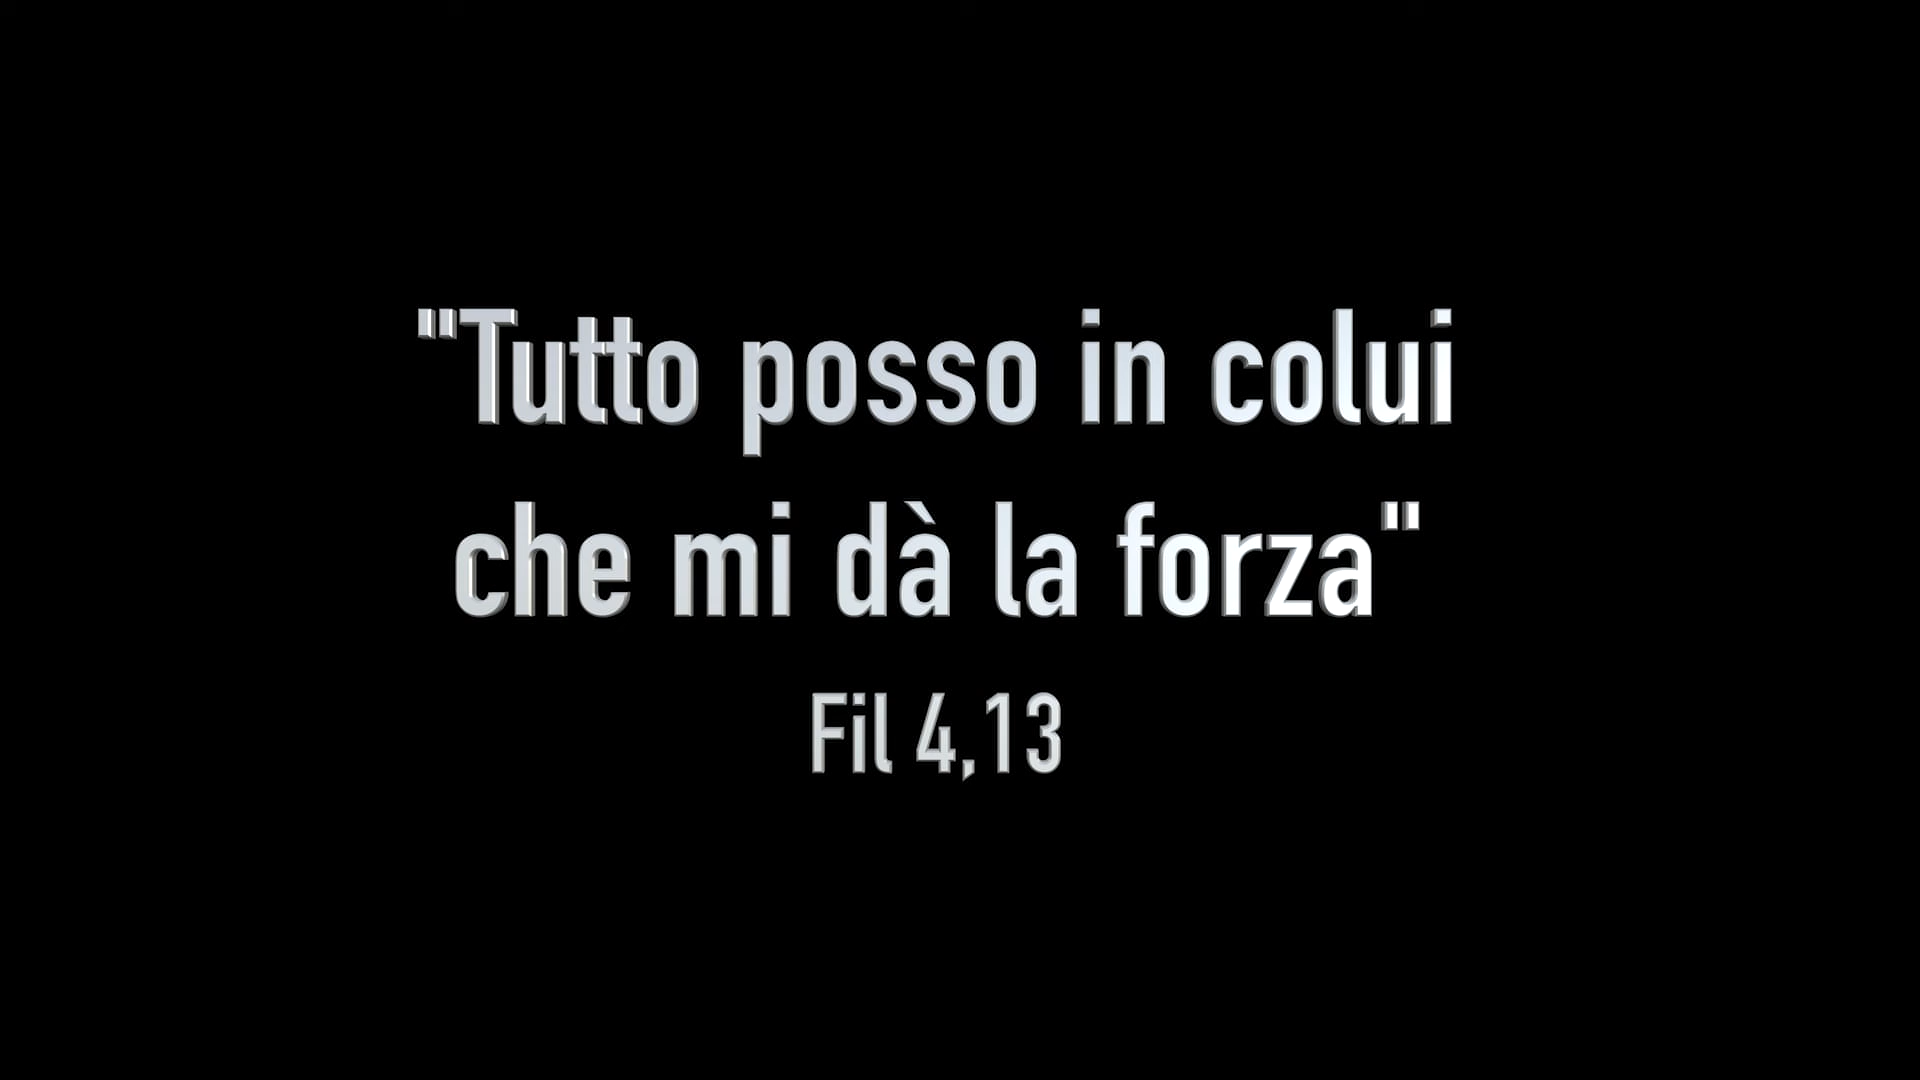 "Tutto posso in colui
che mi dà la forza"
Fil 4,13